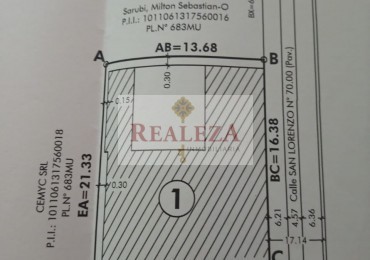 Sarubi, Milton Sebastian-O
P.I.I.: 1011061317560016
PL.N° 683MU
AB=13.68
A
B
0.30
0.15
CEMYC SRL
P.I.I.: 1011061317560018
PL.N° 683MU
EA=21.33
0.30
REALEZA
INMOBILIARIA
1
BC=16.38
Calle SAN LORENZO N° 70.00 (Pav.)
6.21
4.57
6.36
17.14
C